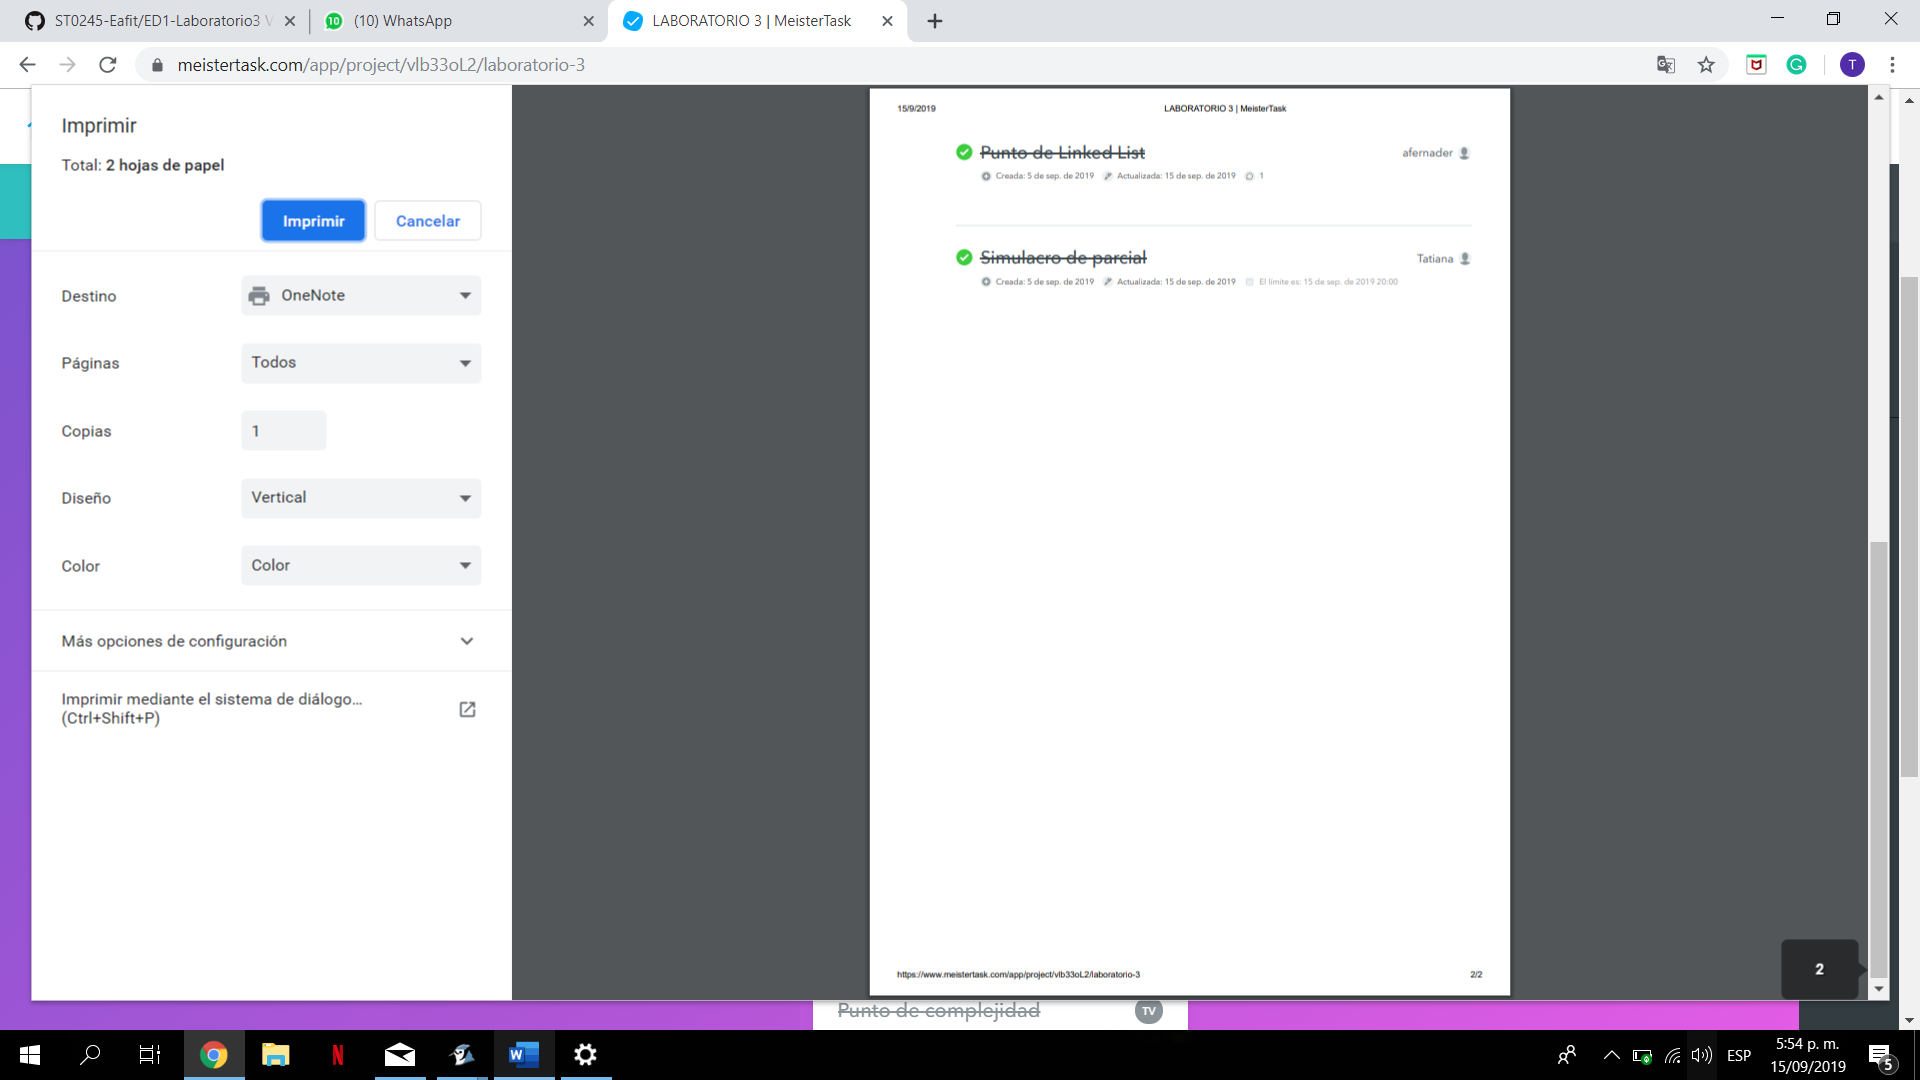 ST0245-Eafit/ED1-Laboratorio3 V
10 (10) WhatsApp
LABORATORIO 3 | MeisterTask
meistertask.com/app/project/vlb33oL2/laboratorio-3
T
Imprimir
Total: 2 hojas de papel
Imprimir Cancelar
Destino OneNote
Páginas Todos
Copias 1
Diseño Vertical
Color Color
Más opciones de configuración
Imprimir mediante el sistema de diálogo...
(Ctrl+Shift+P)
15/9/2019 LABORATORIO 3 | MeisterTask
Punto de Linked List afernader
Creada: 5 de sep. de 2019 Actualizada: 15 de sep. de 2019 1
Simulacro de parcial Tatiana
Creada: 5 de sep. de 2019 Actualizada: 15 de sep. de 2019 El límite es: 15 de sep. de 2019 20:00
https://www.meistertask.com/app/project/vlb33oL2/laboratorio-3 2/2
2
Punto de complejidad TV
ESP
5:54 p. m.
15/09/2019
5